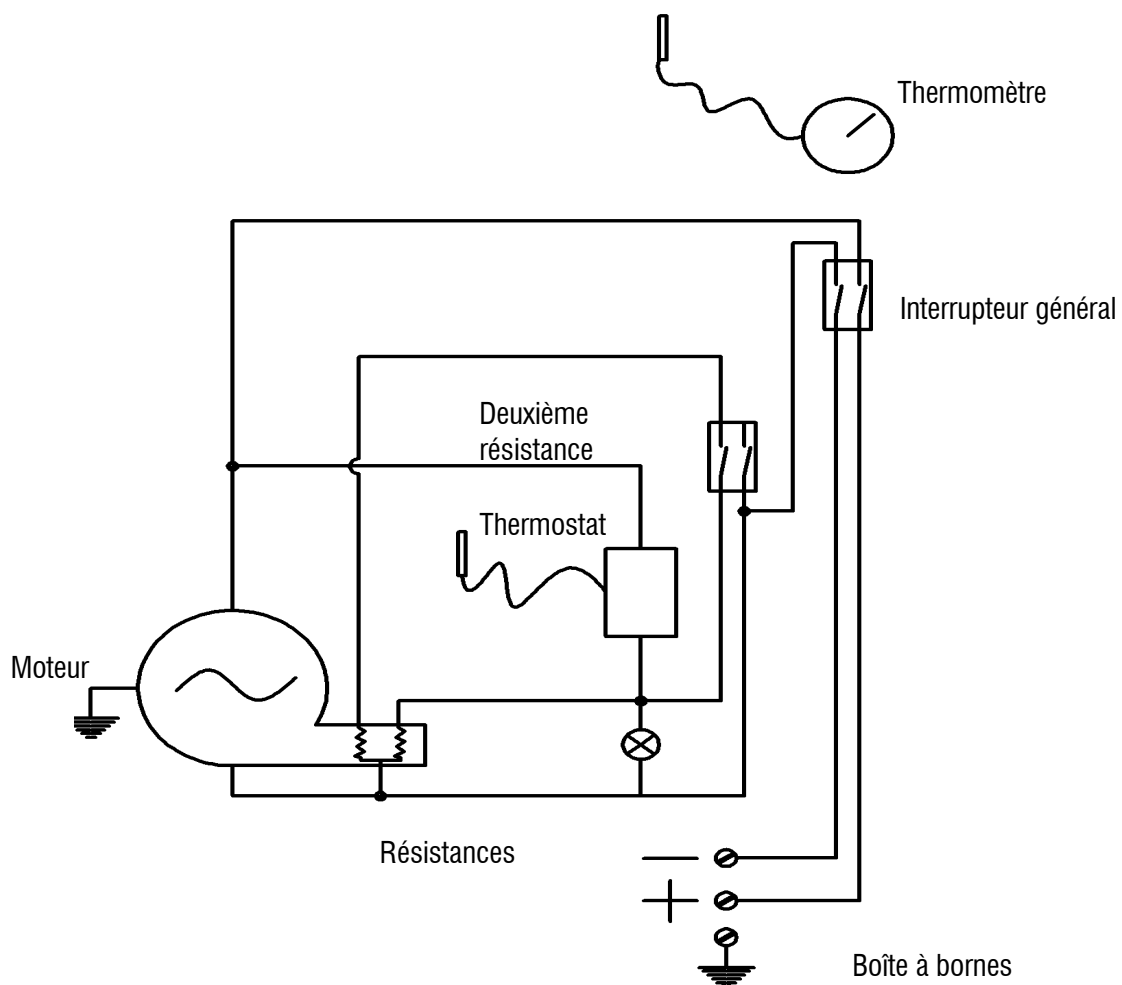 Thermomètre
Interrupteur général
Deuxième
résistance
Thermostat
Moteur
Résistances
Boîte à bornes